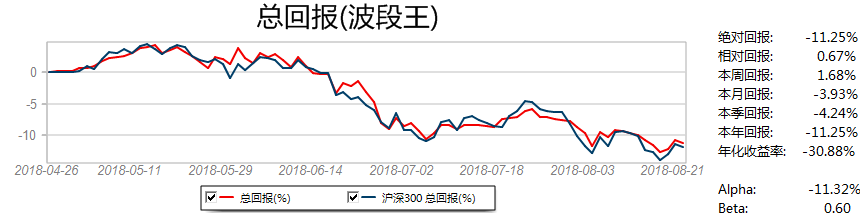 总回报(波段王)
0
-5
-10
2018-04-26 2018-05-11 2018-05-29 2018-06-14 2018-07-02 2018-07-18 2018-08-03 2018-08-21
总回报(%) 沪深300 总回报(%)
绝对回报: -11.25%
相对回报: 0.67%
本周回报: 1.68%
本月回报: -3.93%
本季回报: -4.24%
本年回报: -11.25%
年化收益率: -30.88%
Alpha: -11.32%
Beta: 0.60